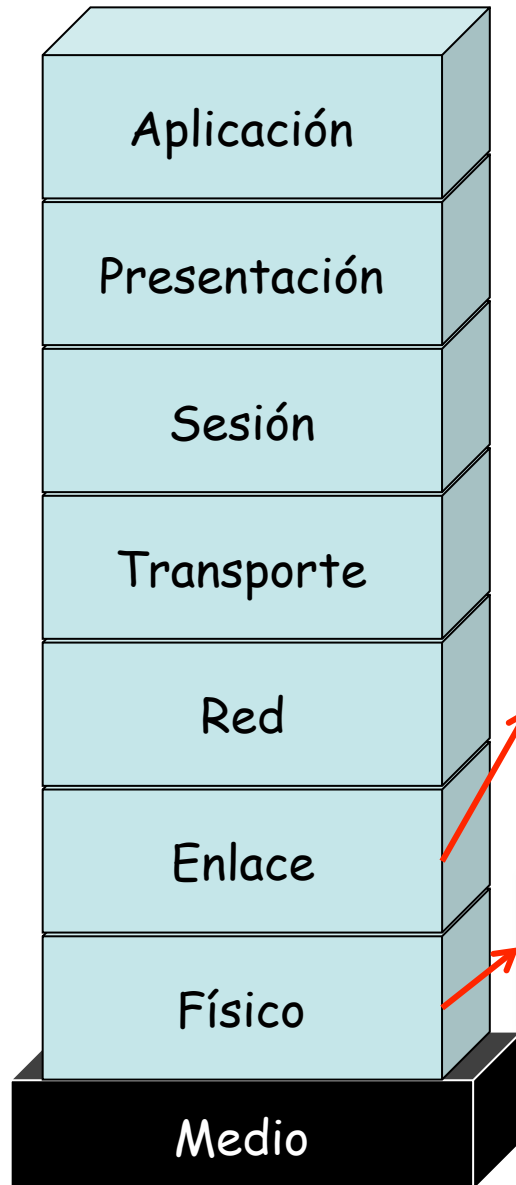 Aplicación
Presentación
Sesión
Transporte
Red
Enlace
Físico
Medio